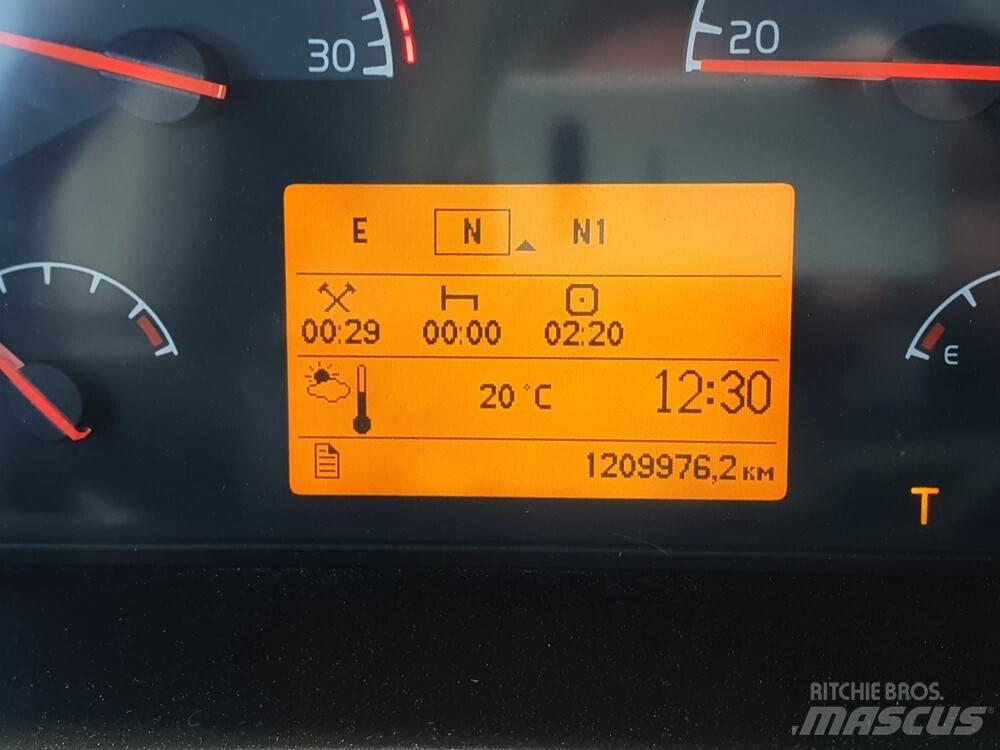 30
20
E N N1
00:29 00:00 02:20
20 °C 12:30
E
1209976,2 км
T
RITCHIE BROS.
MASCUS